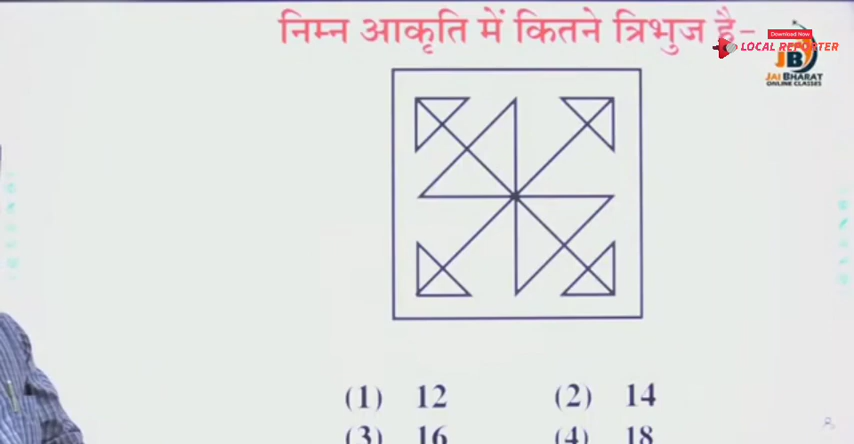 निम्न आकृति में कितने त्रिभुज है-
Download Now
LOCAL REPORTER
JB
JAI BHARAT
ONLINE CLASSES
(1) 12 (2) 14
(3) 16 (4) 18